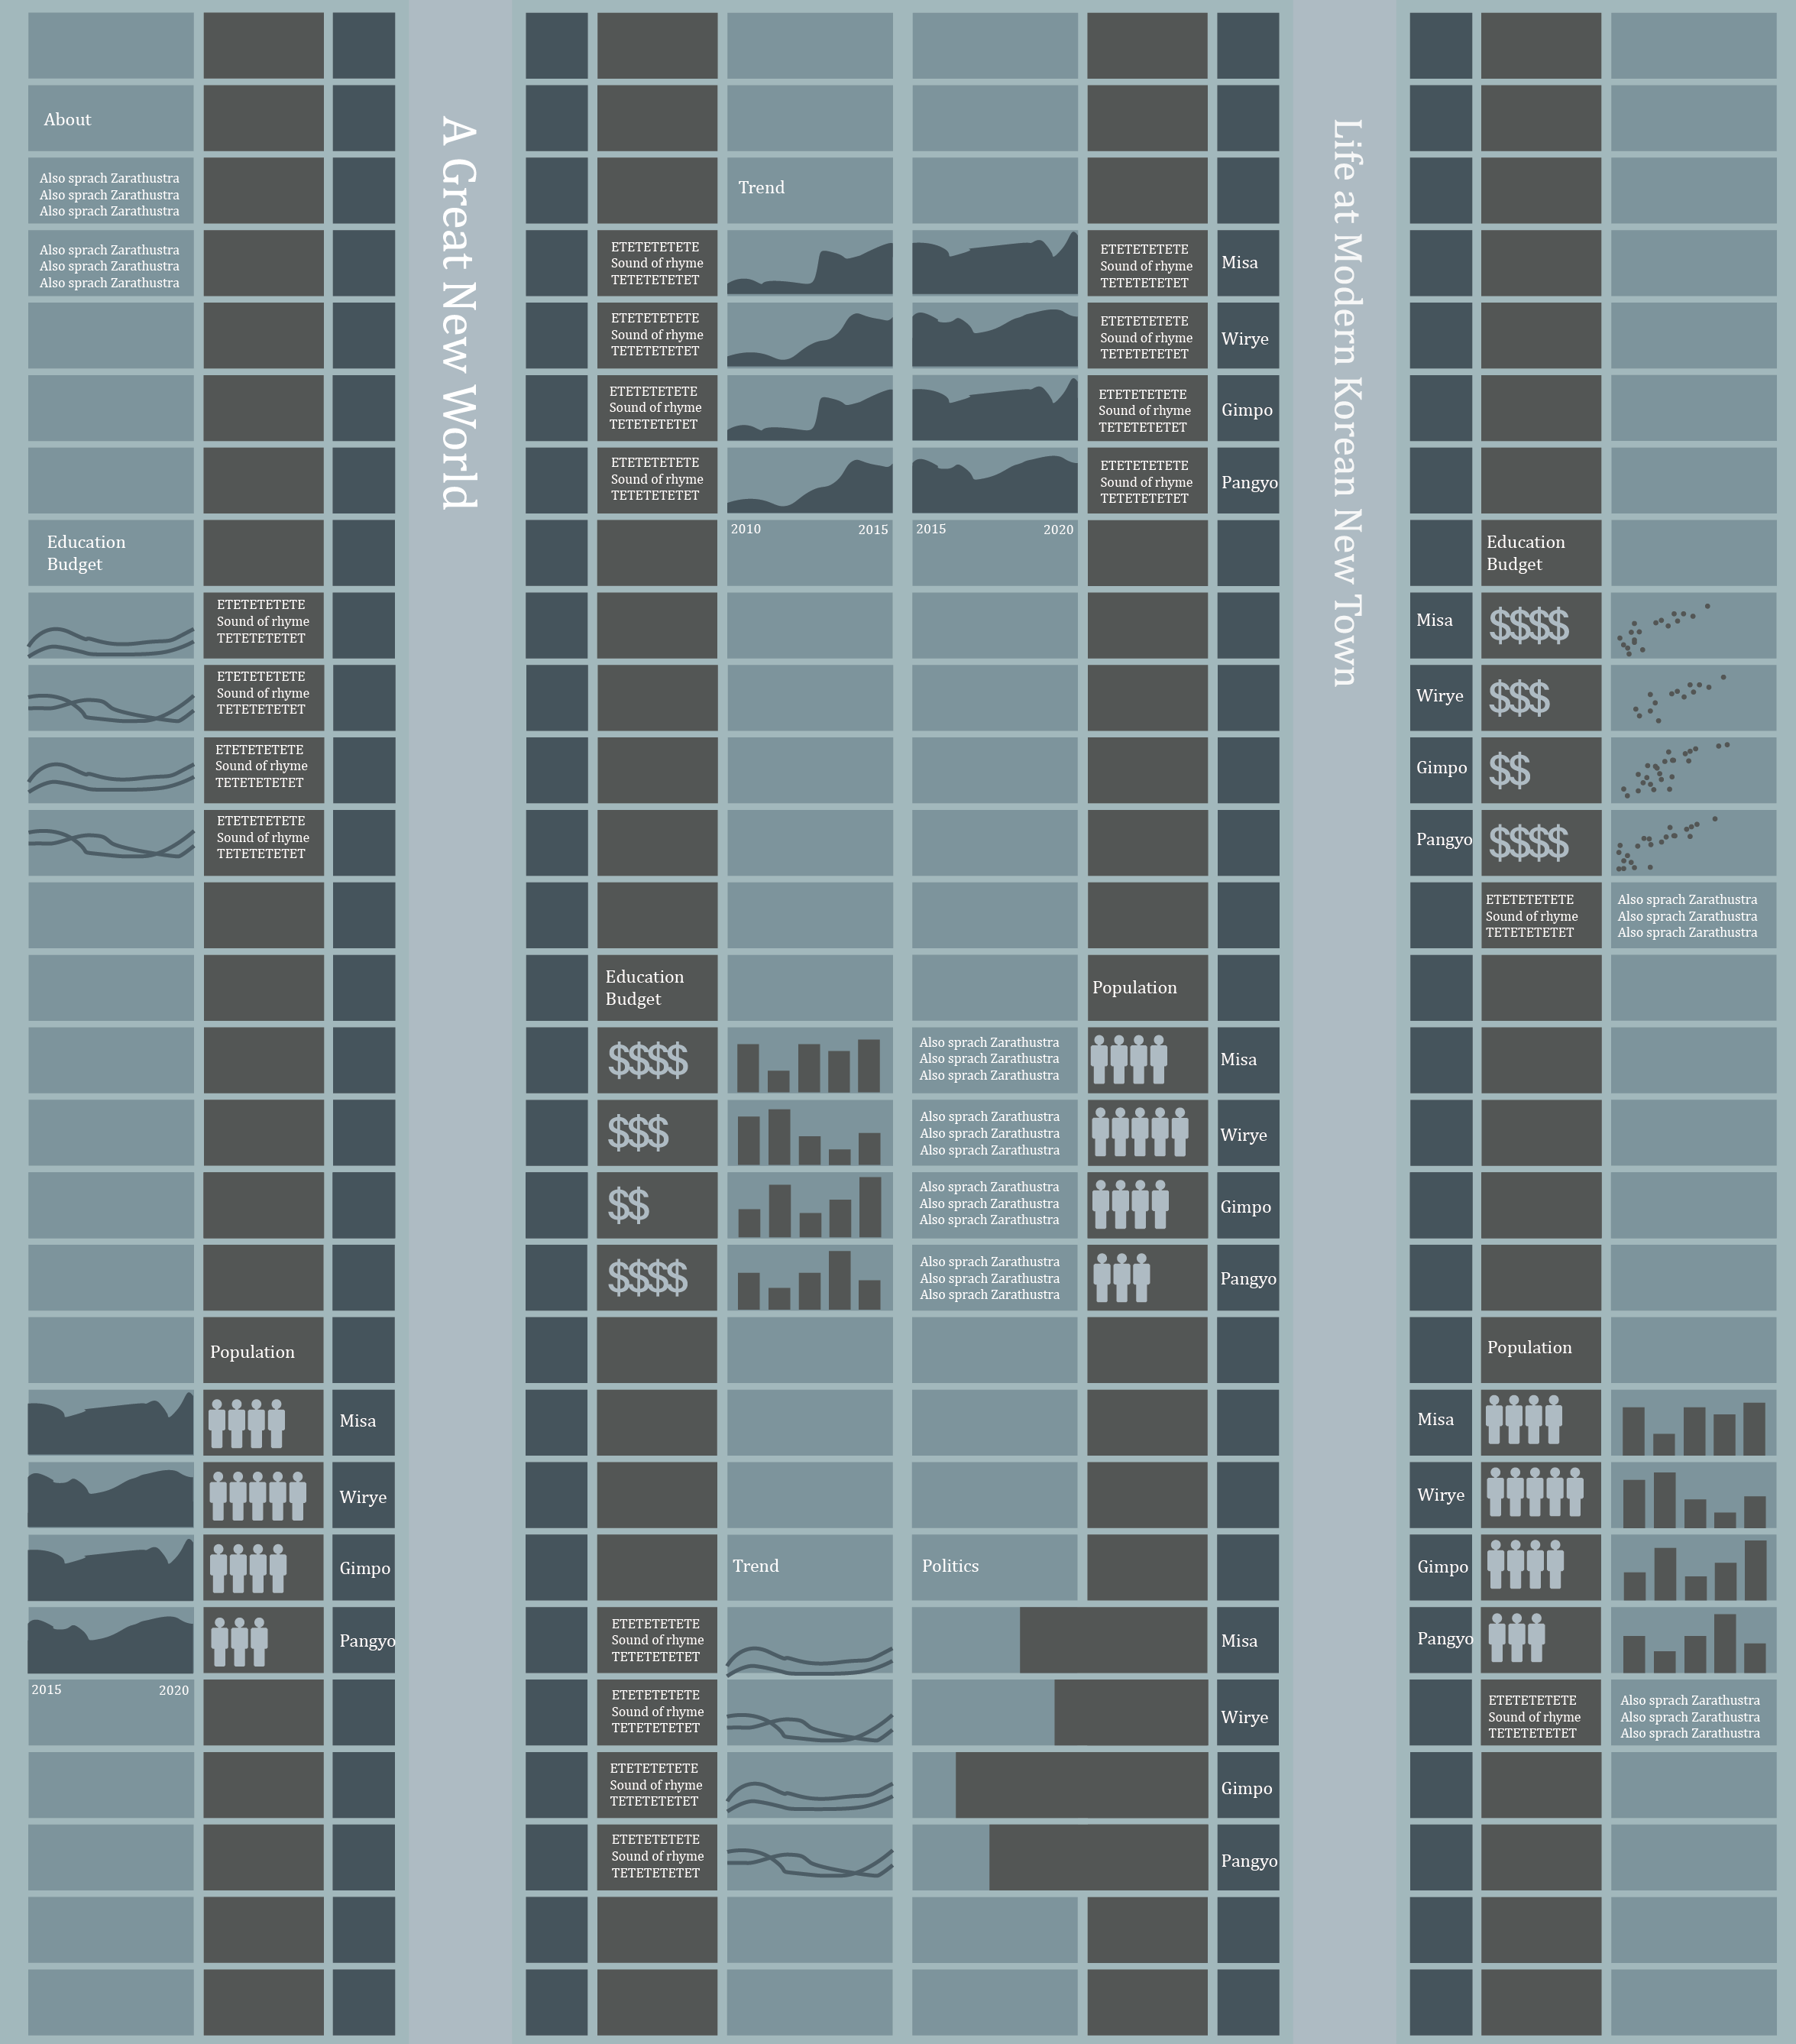 About
Also sprach Zarathustra
Also sprach Zarathustra
Also sprach Zarathustra
Also sprach Zarathustra
Also sprach Zarathustra
Also sprach Zarathustra
Education
Budget
ETETETETETE
Sound of rhyme
TETETETETET
ETETETETETE
Sound of rhyme
TETETETETET
ETETETETETE
Sound of rhyme
TETETETETET
ETETETETETE
Sound of rhyme
TETETETETET
Population
Misa
Wirye
Gimpo
Pangyo
2015 2020
A Great New World
Trend
ETETETETETE
Sound of rhyme
TETETETETET
ETETETETETE
Sound of rhyme
TETETETETET
Misa
ETETETETETE
Sound of rhyme
TETETETETET
ETETETETETE
Sound of rhyme
TETETETETET
Wirye
ETETETETETE
Sound of rhyme
TETETETETET
ETETETETETE
Sound of rhyme
TETETETETET
Gimpo
ETETETETETE
Sound of rhyme
TETETETETET
ETETETETETE
Sound of rhyme
TETETETETET
Pangyo
2010 2015 2015 2020
Education
Budget
Population
$$$$
Also sprach Zarathustra
Also sprach Zarathustra
Also sprach Zarathustra
Misa
$$$
Also sprach Zarathustra
Also sprach Zarathustra
Also sprach Zarathustra
Wirye
$$
Also sprach Zarathustra
Also sprach Zarathustra
Also sprach Zarathustra
Gimpo
$$$$
Also sprach Zarathustra
Also sprach Zarathustra
Also sprach Zarathustra
Pangyo
Trend
Politics
ETETETETETE
Sound of rhyme
TETETETETET
Misa
ETETETETETE
Sound of rhyme
TETETETETET
Wirye
ETETETETETE
Sound of rhyme
TETETETETET
Gimpo
ETETETETETE
Sound of rhyme
TETETETETET
Pangyo
Life at Modern Korean New Town
Education
Budget
Misa $$$$
Wirye $$$
Gimpo $$
Pangyo $$$$
ETETETETETE
Sound of rhyme
TETETETETET
Also sprach Zarathustra
Also sprach Zarathustra
Also sprach Zarathustra
Population
Misa
Wirye
Gimpo
Pangyo
ETETETETETE
Sound of rhyme
TETETETETET
Also sprach Zarathustra
Also sprach Zarathustra
Also sprach Zarathustra